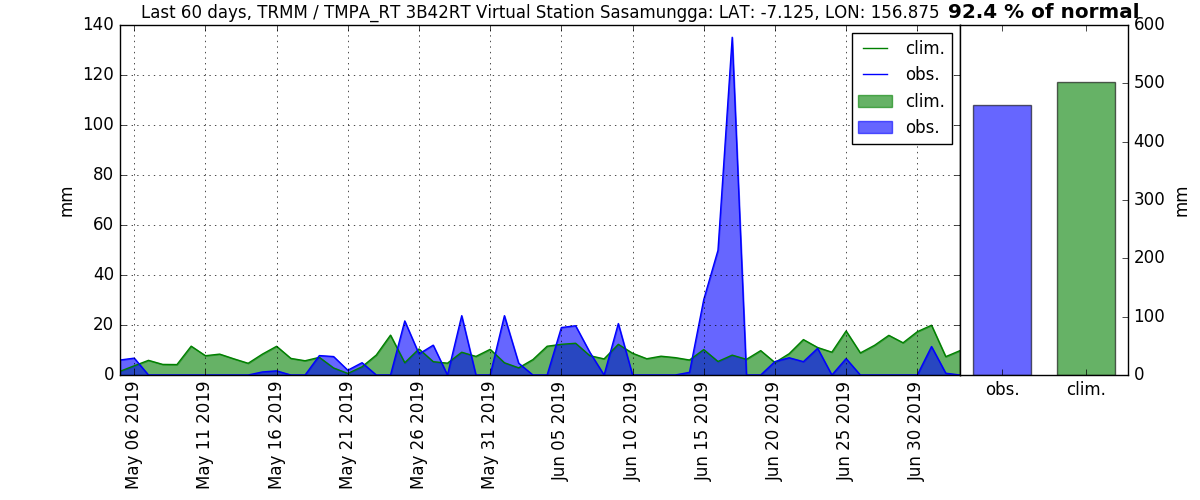 Last 60 days, TRMM / TMPA_RT 3B42RT Virtual Station Sasamungga: LAT: -7.125, LON: 156.875 92.4 % of normal
140
120
100
80
60
40
20
0
mm
clim.
obs.
clim.
obs.
600
500
400
300
200
100
0
mm
obs.
clim.
May 06 2019
May 11 2019
May 16 2019
May 21 2019
May 26 2019
May 31 2019
Jun 05 2019
Jun 10 2019
Jun 15 2019
Jun 20 2019
Jun 25 2019
Jun 30 2019